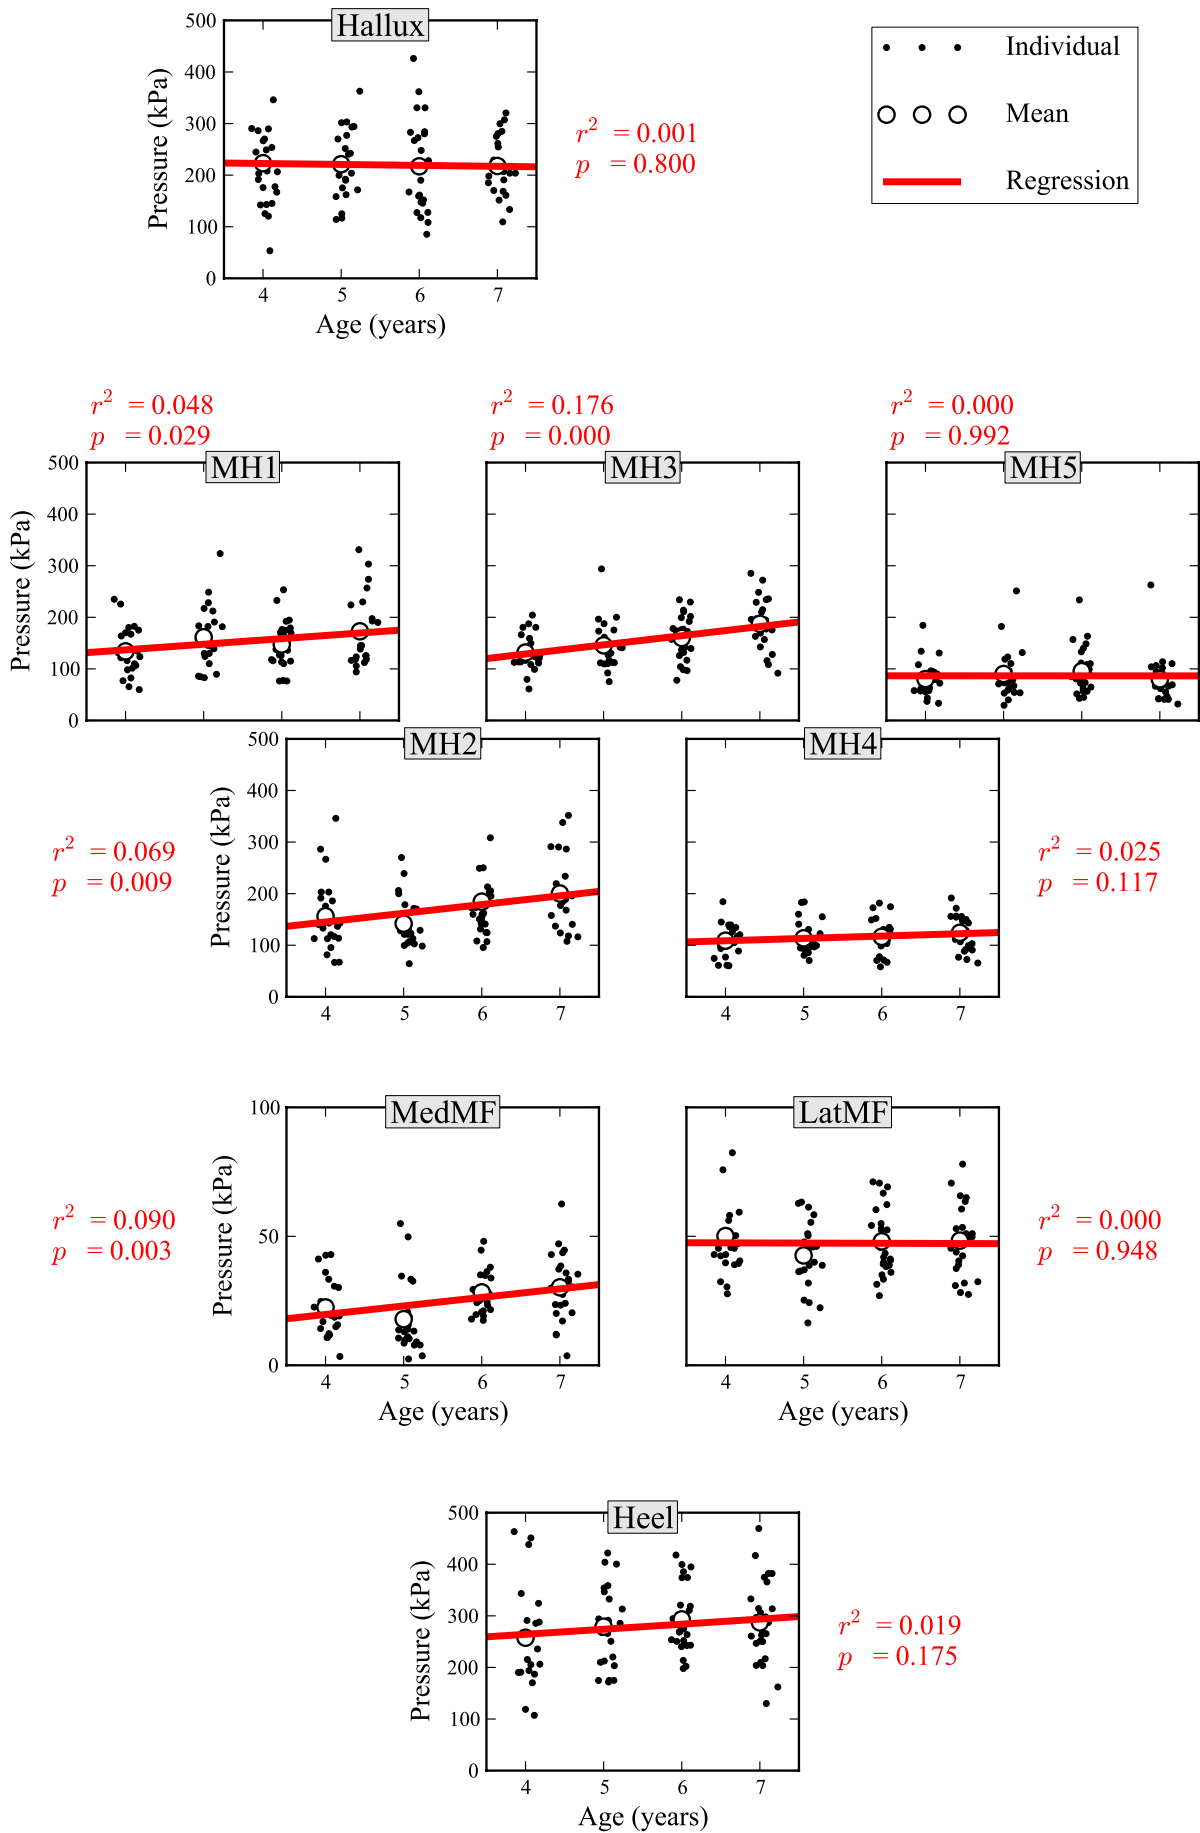 Hallux
500
400
300
200
100
0
Pressure (kPa)
4 5 6 7
Age (years)
r² = 0.001
p = 0.800
Individual
Mean
Regression
r² = 0.048
p = 0.029
r² = 0.176
p = 0.000
r² = 0.000
p = 0.992
MH1
MH3
MH5
500
400
300
200
100
0
Pressure (kPa)
MH2
MH4
500
400
300
200
100
0
Pressure (kPa)
r² = 0.069
p = 0.009
r² = 0.025
p = 0.117
4 5 6 7
4 5 6 7
MedMF
LatMF
100
50
0
Pressure (kPa)
r² = 0.090
p = 0.003
r² = 0.000
p = 0.948
4 5 6 7
4 5 6 7
Age (years)
Age (years)
Heel
500
400
300
200
100
0
Pressure (kPa)
r² = 0.019
p = 0.175
4 5 6 7
Age (years)